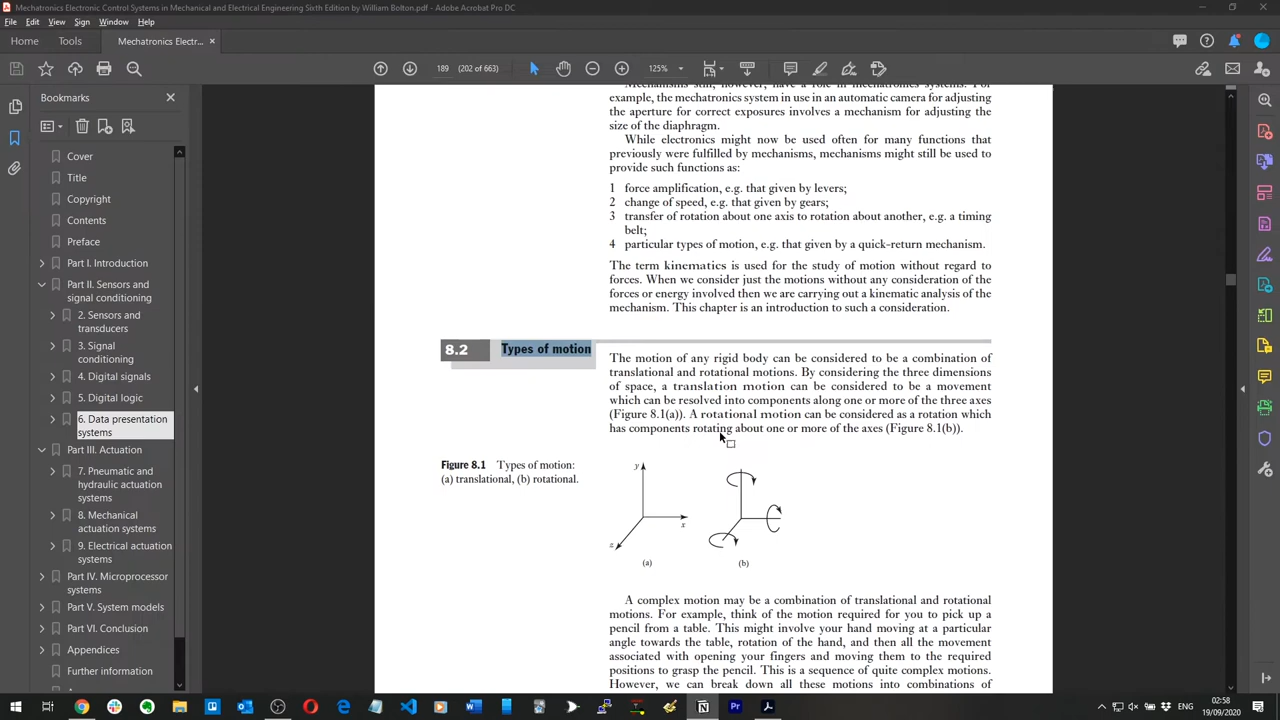 Mechatronics Electronic Control Systems in Mechanical and Electrical Engineering Sixth Edition by William Bolton.pdf - Adobe Acrobat Pro DC
File Edit View Sign Window Help
Home Tools Mechatronics Electr... ×
189 (202 of 663) 125%
Bookmarks
Cover
Title
Copyright
Contents
Preface
Part I. Introduction
Part II. Sensors and
signal conditioning
2. Sensors and
transducers
3. Signal
conditioning
4. Digital signals
5. Digital logic
6. Data presentation
systems
Part III. Actuation
7. Pneumatic and
hydraulic actuation
systems
8. Mechanical
actuation systems
9. Electrical actuation
systems
Part IV. Microprocessor
systems
Part V. System models
Part VI. Conclusion
Appendices
Further information
Mechanisms still, however, have a role in mechatronics systems. For
example, the mechatronics system in use in an automatic camera for adjusting
the aperture for correct exposures involves a mechanism for adjusting the
size of the diaphragm.
While electronics might now be used often for many functions that
previously were fulfilled by mechanisms, mechanisms might still be used to
provide such functions as:
1 force amplification, e.g. that given by levers;
2 change of speed, e.g. that given by gears;
3 transfer of rotation about one axis to rotation about another, e.g. a timing
belt;
4 particular types of motion, e.g. that given by a quick-return mechanism.
The term kinematics is used for the study of motion without regard to
forces. When we consider just the motions without any consideration of the
forces or energy involved then we are carrying out a kinematic analysis of the
mechanism. This chapter is an introduction to such a consideration.
8.2 Types of motion
The motion of any rigid body can be considered to be a combination of
translational and rotational motions. By considering the three dimensions
of space, a translation motion can be considered to be a movement
which can be resolved into components along one or more of the three axes
(Figure 8.1(a)). A rotational motion can be considered as a rotation which
has components rotating about one or more of the axes (Figure 8.1(b)).
Figure 8.1 Types of motion:
(a) translational, (b) rotational.
y
x
z
(a) (b)
A complex motion may be a combination of translational and rotational
motions. For example, think of the motion required for you to pick up a
pencil from a table. This might involve your hand moving at a particular
angle towards the table, rotation of the hand, and then all the movement
associated with opening your fingers and moving them to the required
positions to grasp the pencil. This is a sequence of quite complex motions.
However, we can break down all these motions into combinations of
02:58
19/09/2020